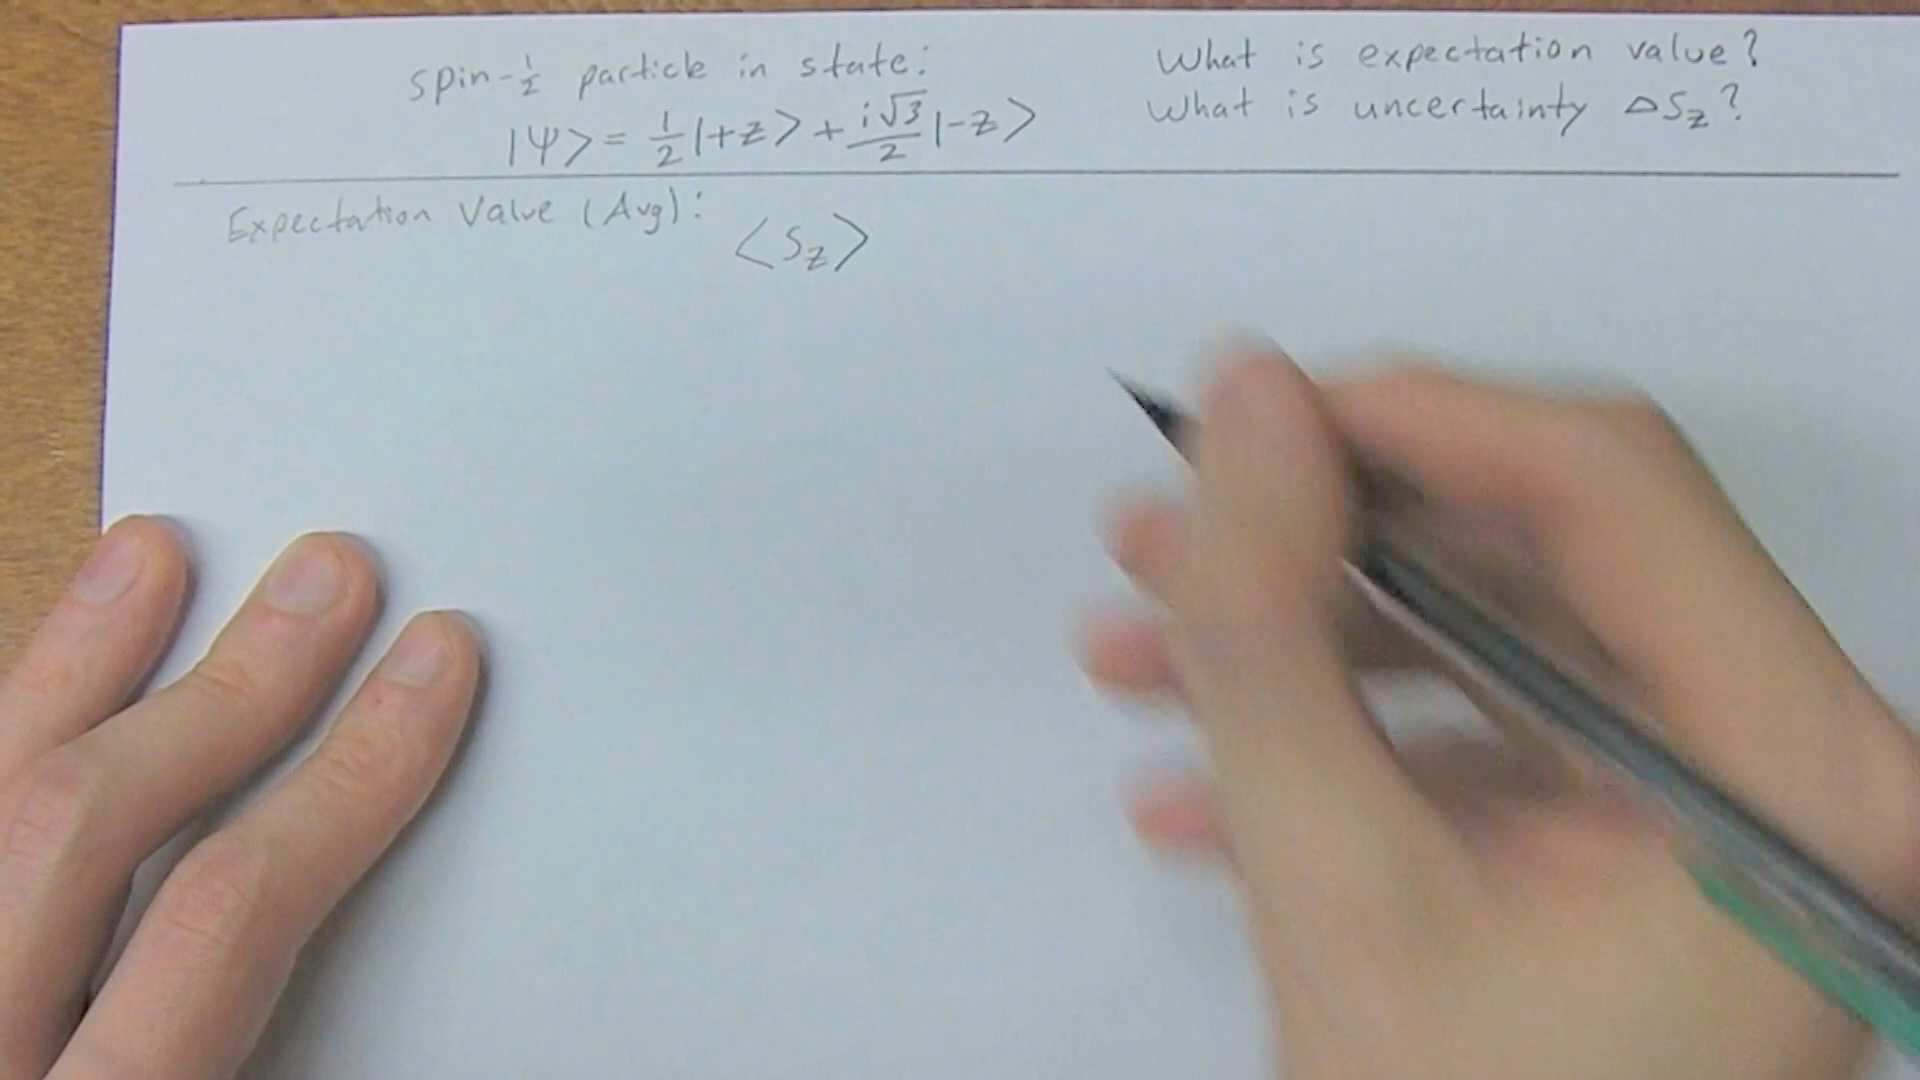 spin-½ particle in state:
|ψ> = 1/2 |+z> + i√3/2 |-z>
What is expectation value?
What is uncertainty ΔSz?
Expectation Value (Avg):
<Sz>